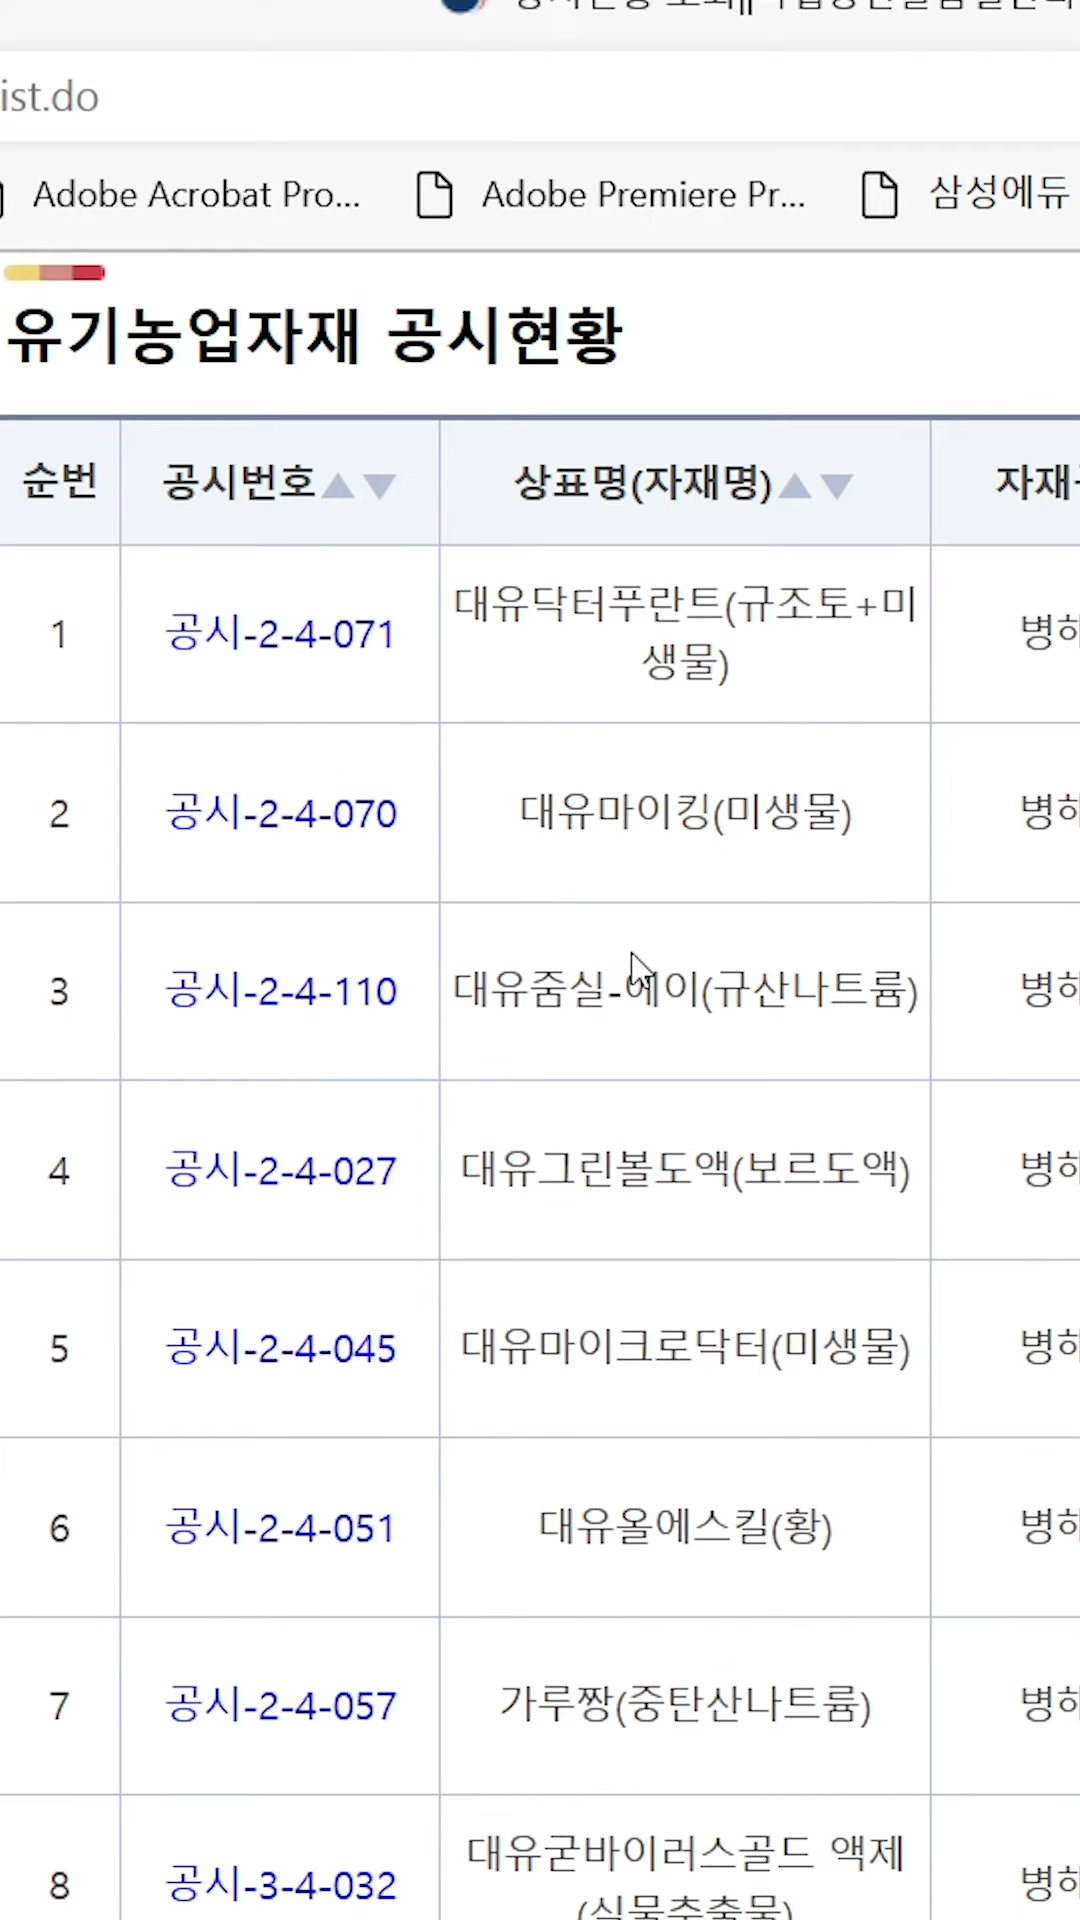 ist.do
Adobe Acrobat Pro... Adobe Premiere Pr... 삼성에듀
유기농업자재 공시현황
순번 공시번호▲▼ 상표명(자재명)▲▼ 자재
1 공시-2-4-071 대유닥터푸란트(규조토+미
생물)
2 공시-2-4-070 대유마이킹(미생물)
3 공시-2-4-110 대유줌실-에이(규산나트륨)
4 공시-2-4-027 대유그린볼도액(보르도액)
5 공시-2-4-045 대유마이크로닥터(미생물)
6 공시-2-4-051 대유올에스킬(황)
7 공시-2-4-057 가루짱(중탄산나트륨)
8 공시-3-4-032 대유굳바이러스골드 액제
(식물추출물)